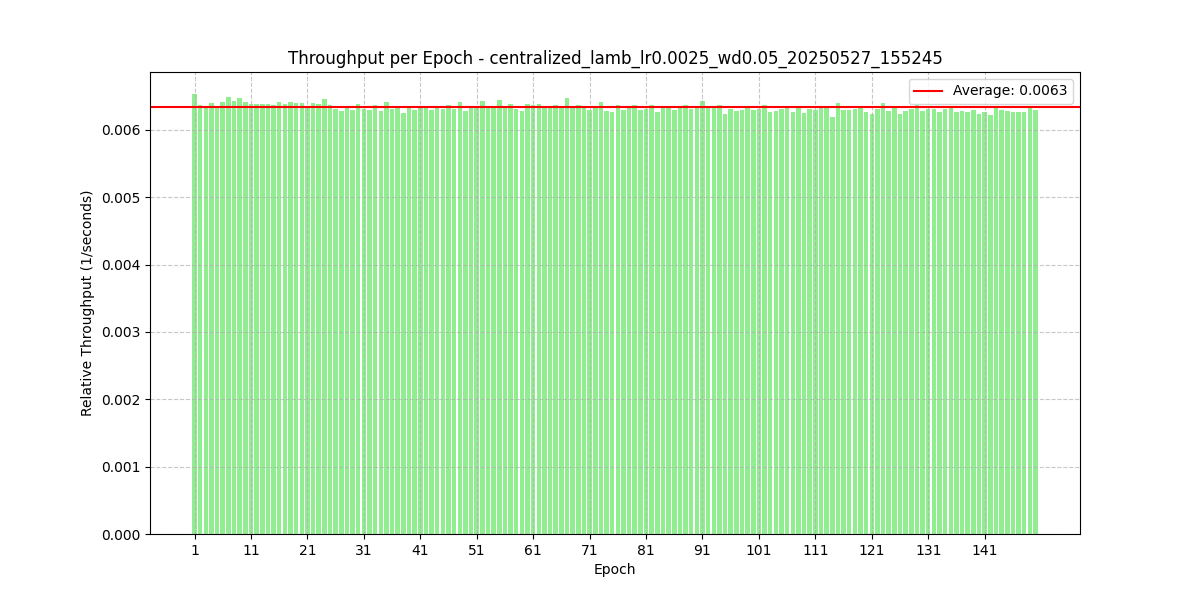 Throughput per Epoch - centralized_lamb_lr0.0025_wd0.05_20250527_155245
Average: 0.0063
Relative Throughput (1/seconds)
0.006
0.005
0.004
0.003
0.002
0.001
0.000
1 11 21 31 41 51 61 71 81 91 101 111 121 131 141
Epoch